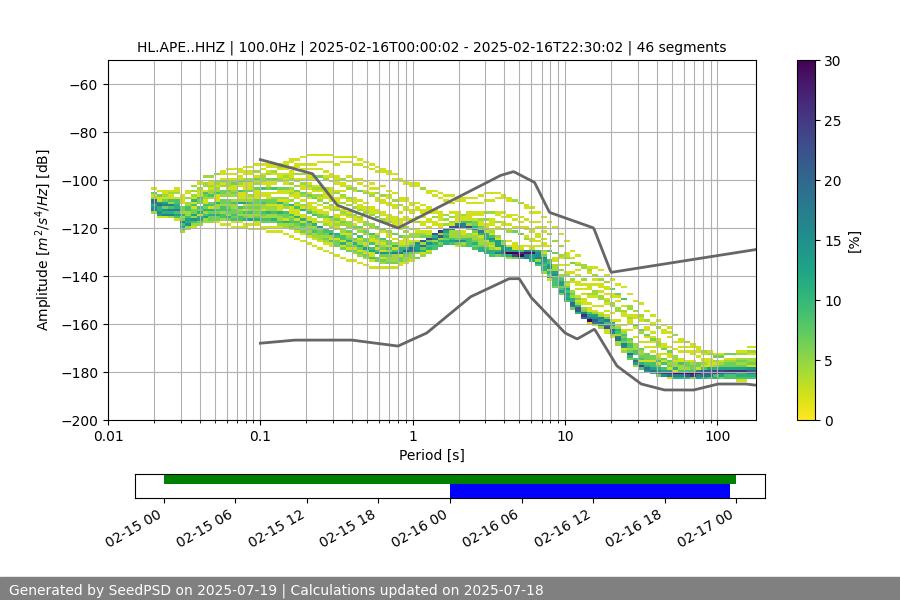 HL.APE..HHZ | 100.0Hz | 2025-02-16T00:00:02 - 2025-02-16T22:30:02 | 46 segments
−60
−80
−100
−120
−140
−160
−180
−200
Amplitude [m²/s⁴/Hz] [dB]
0.01 0.1 1 10 100
Period [s]
30
25
20
15
10
5
0
[%]
02-15 00 02-15 06 02-15 12 02-15 18 02-16 00 02-16 06 02-16 12 02-16 18 02-17 00
Generated by SeedPSD on 2025-07-19 | Calculations updated on 2025-07-18